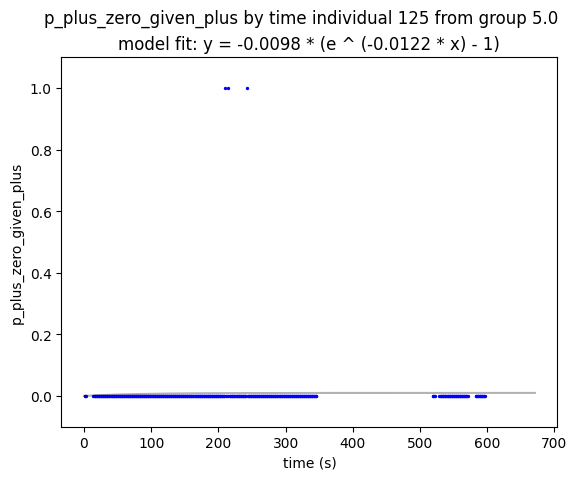 p_plus_zero_given_plus by time individual 125 from group 5.0
model fit: y = -0.0098 * (e ^ (-0.0122 * x) - 1)
p_plus_zero_given_plus
1.0
0.8
0.6
0.4
0.2
0.0
0 100 200 300 400 500 600 700
time (s)